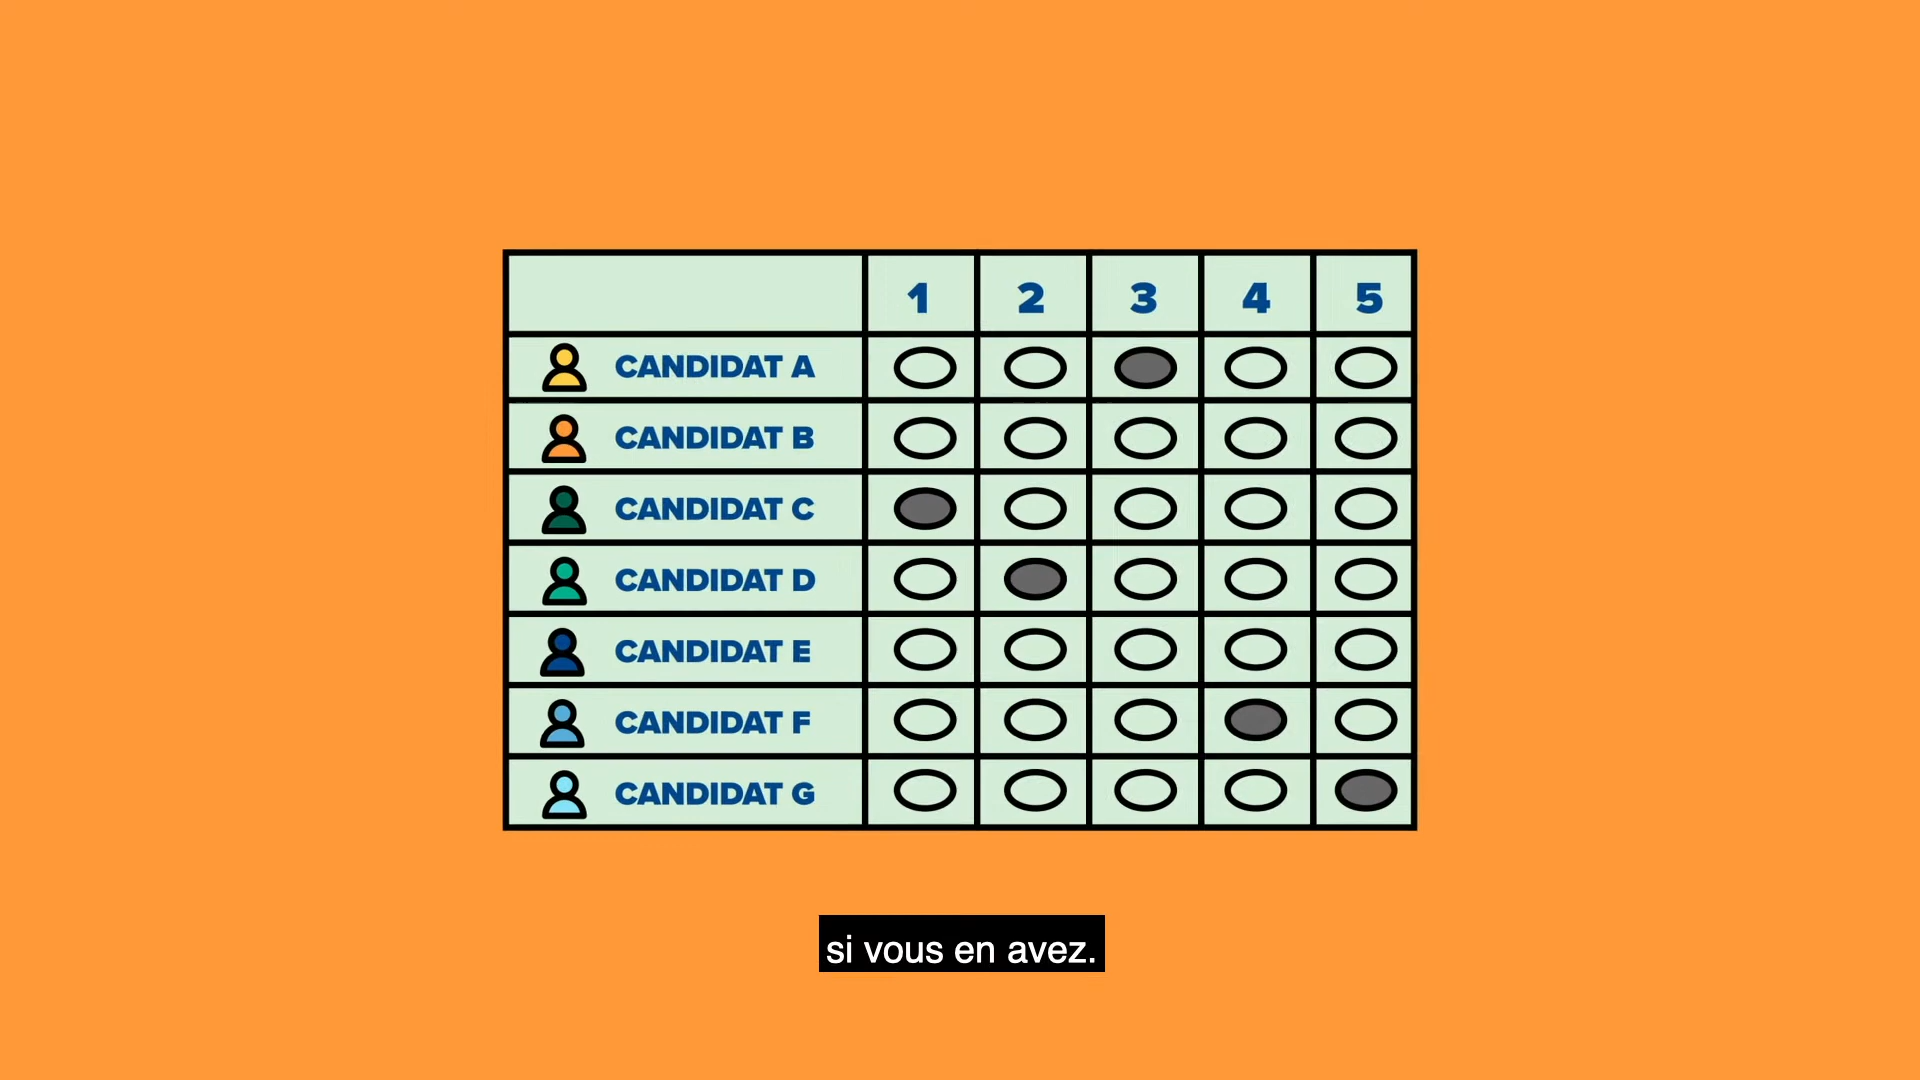 1 2 3 4 5
CANDIDAT A
CANDIDAT B
CANDIDAT C
CANDIDAT D
CANDIDAT E
CANDIDAT F
CANDIDAT G
si vous en avez.